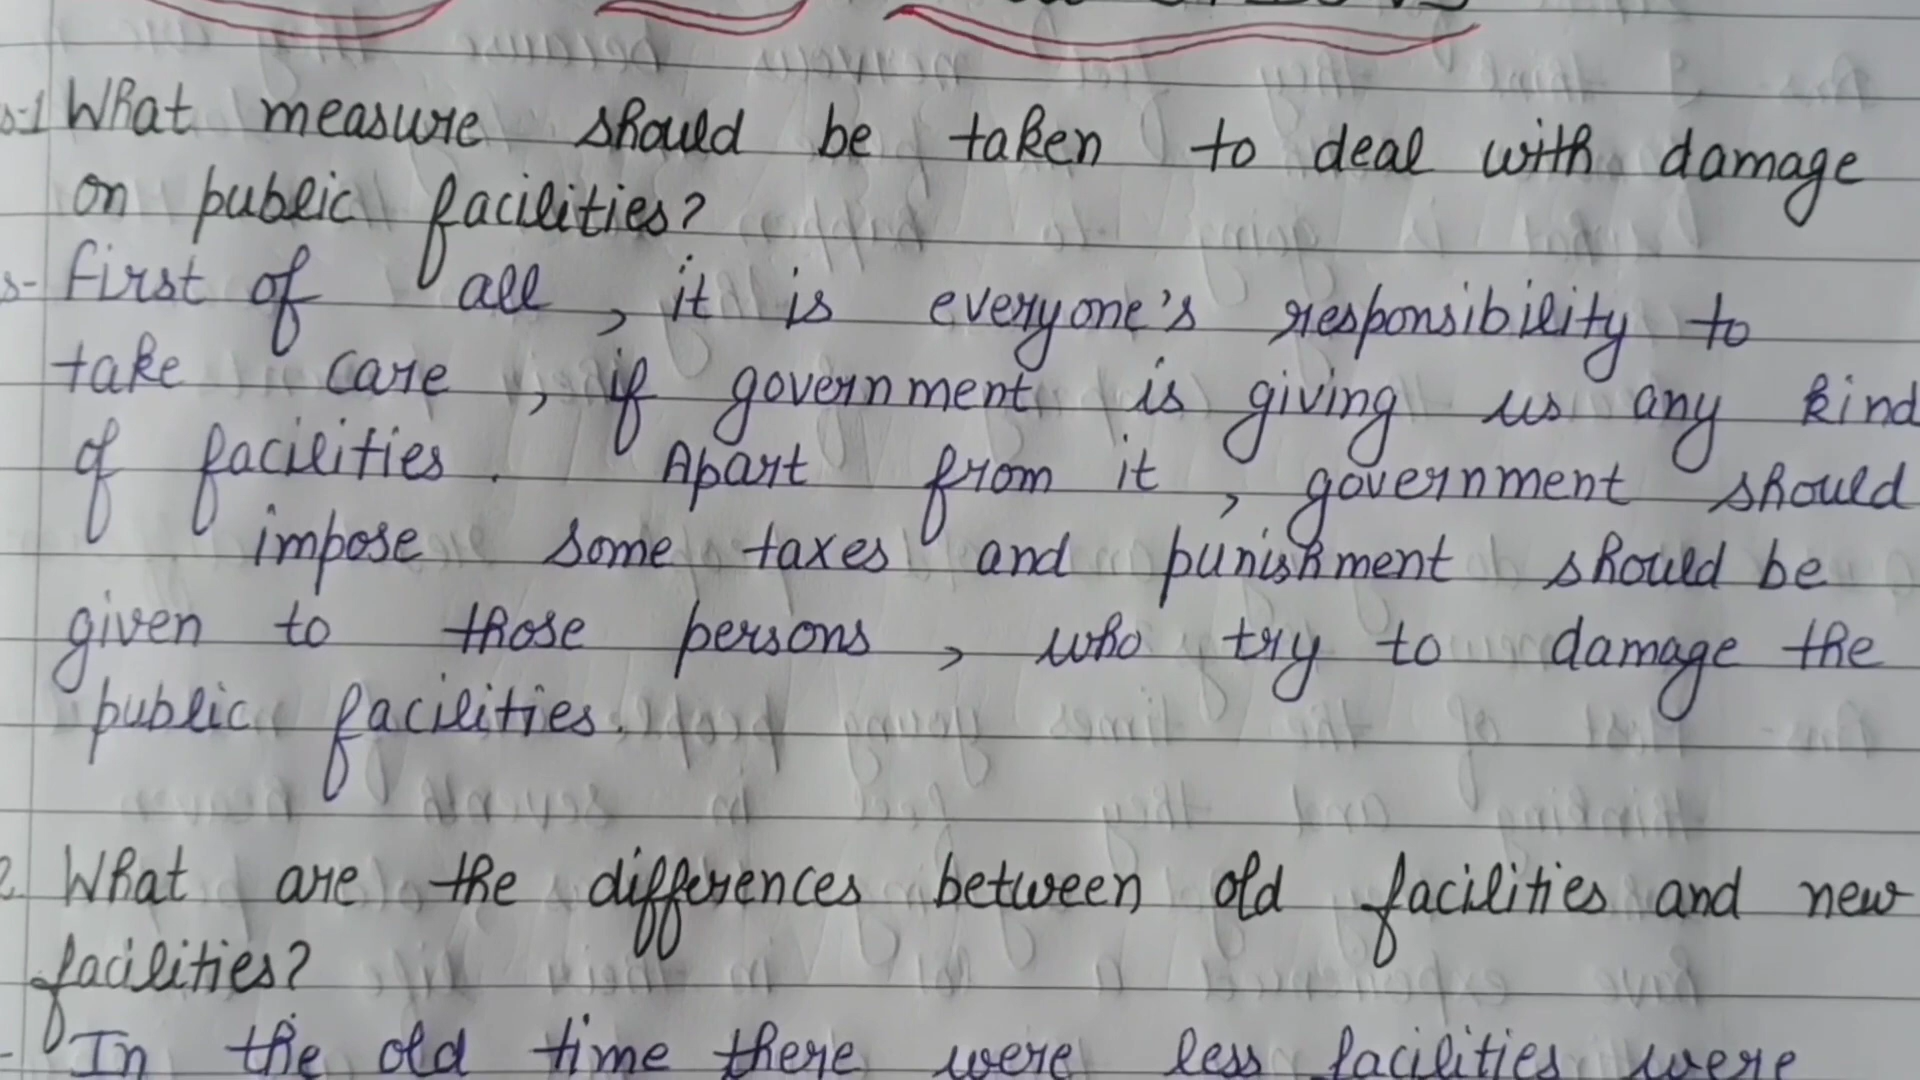 s-1 What measure should be taken to deal with damage
on public facilities?
s- First of all, it is everyone's responsibility to
take care, if government is giving us any kind
of facilities. Apart from it, government should
impose some taxes and punishment should be
given to those persons, who try to damage the
public facilities.
2. What are the differences between old facilities and new
facilities?
- In the old time there were less facilities were